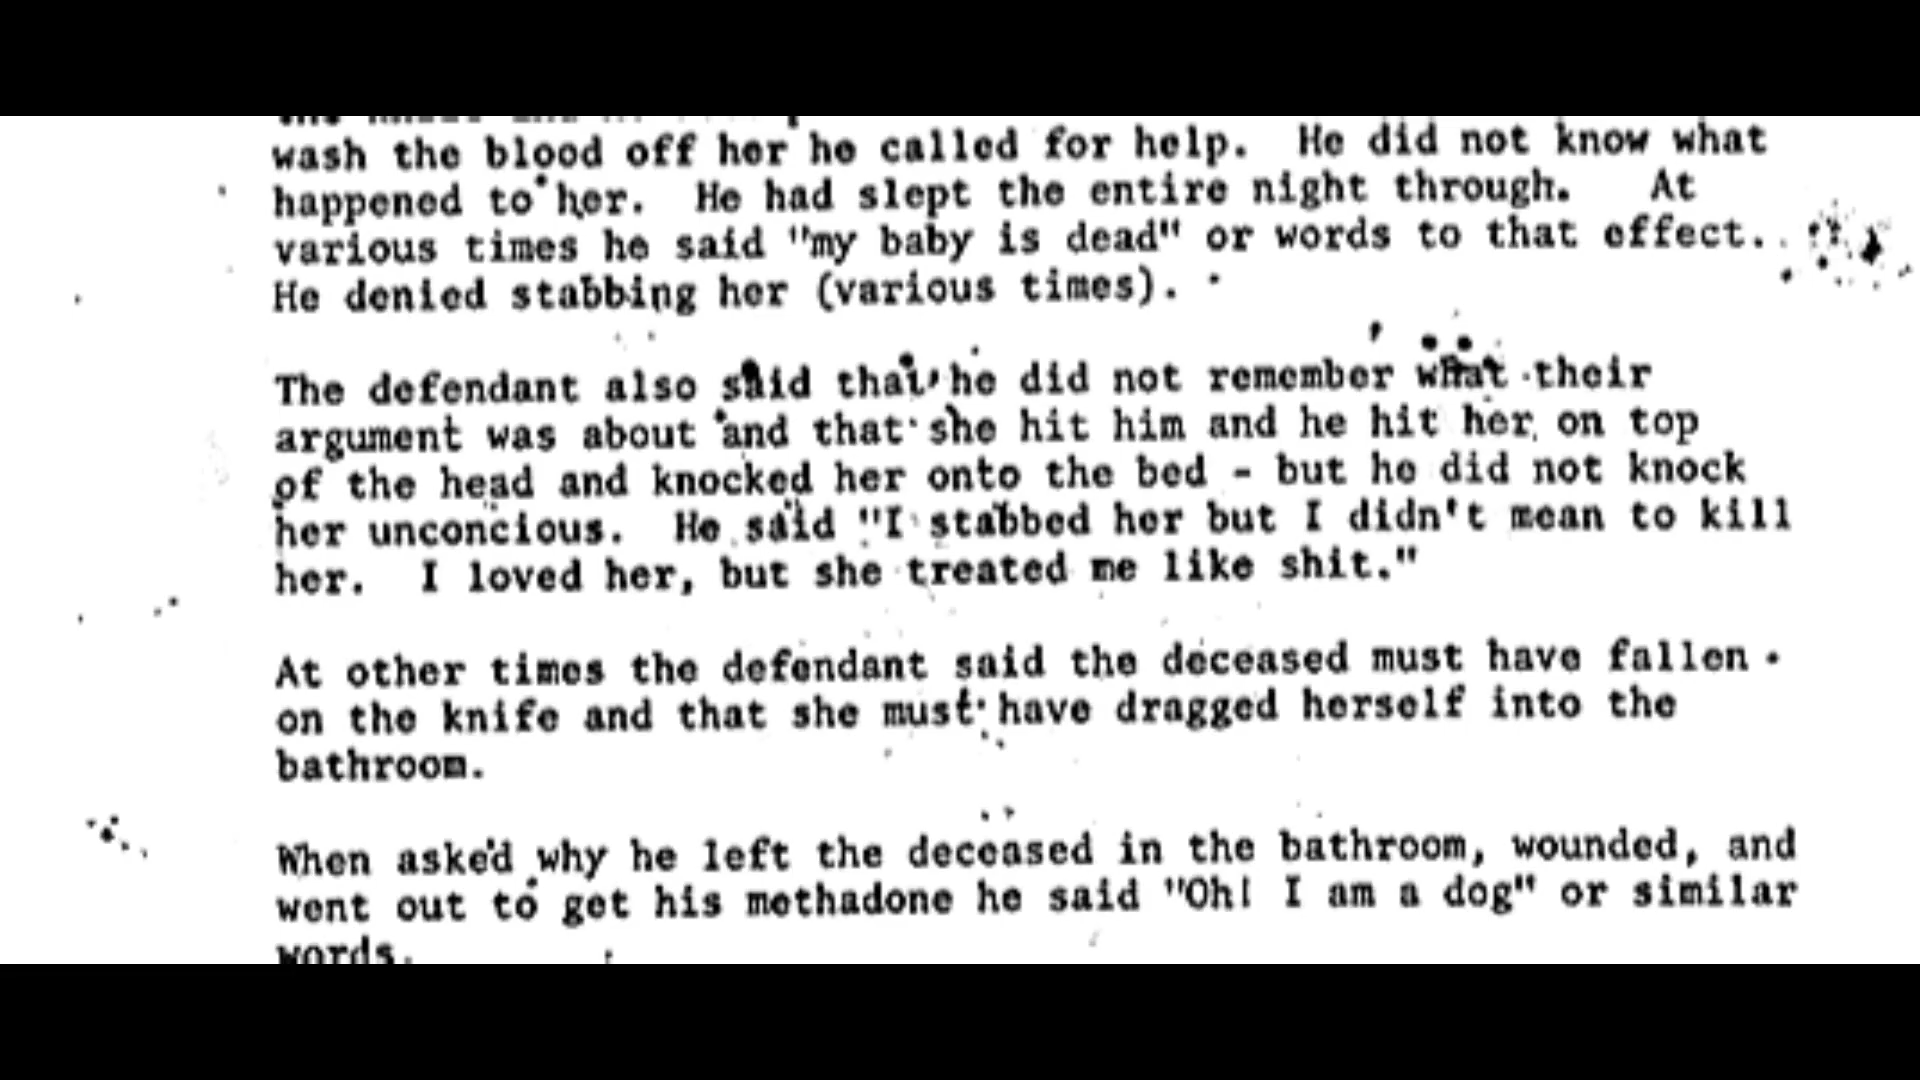 wash the blood off her he called for help. He did not know what
happened to her. He had slept the entire night through. At
various times he said "my baby is dead" or words to that effect.
He denied stabbing her (various times).
The defendant also said that he did not remember what their
argument was about and that she hit him and he hit her on top
of the head and knocked her onto the bed - but he did not knock
her unconcious. He said "I stabbed her but I didn't mean to kill
her. I loved her, but she treated me like shit."
At other times the defendant said the deceased must have fallen
on the knife and that she must have dragged herself into the
bathroom.
When asked why he left the deceased in the bathroom, wounded, and
went out to get his methadone he said "Oh! I am a dog" or similar
words.